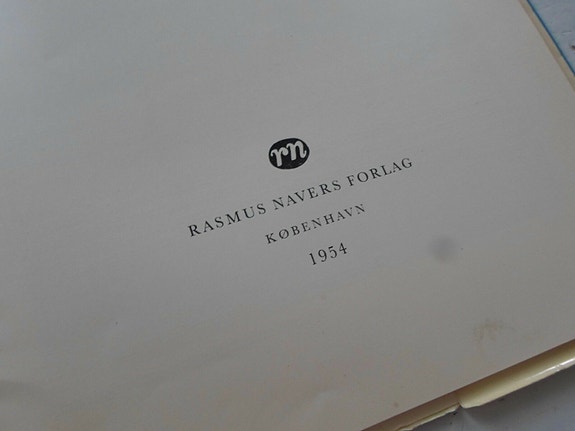 rn
RASMUS NAVERS FORLAG
KØBENHAVN
1954